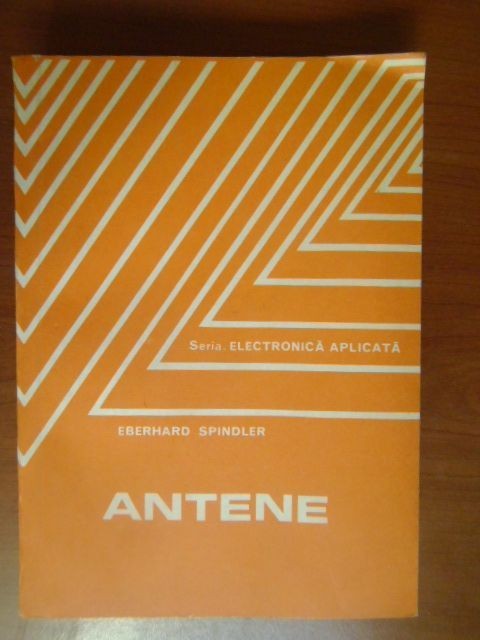 Seria. ELECTRONICĂ APLICATĂ
EBERHARD SPINDLER
ANTENE